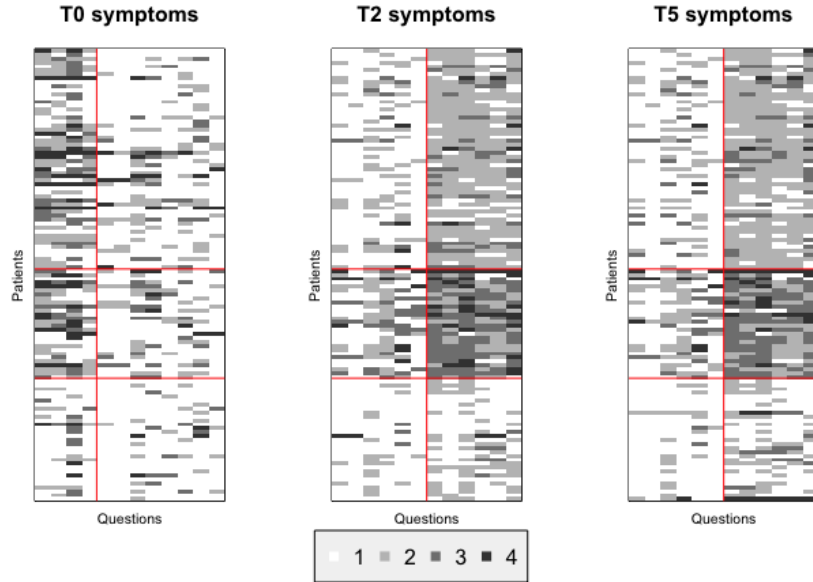 T0 symptoms
T2 symptoms
T5 symptoms
Patients
Patients
Patients
Questions
Questions
Questions
1 2 3 4